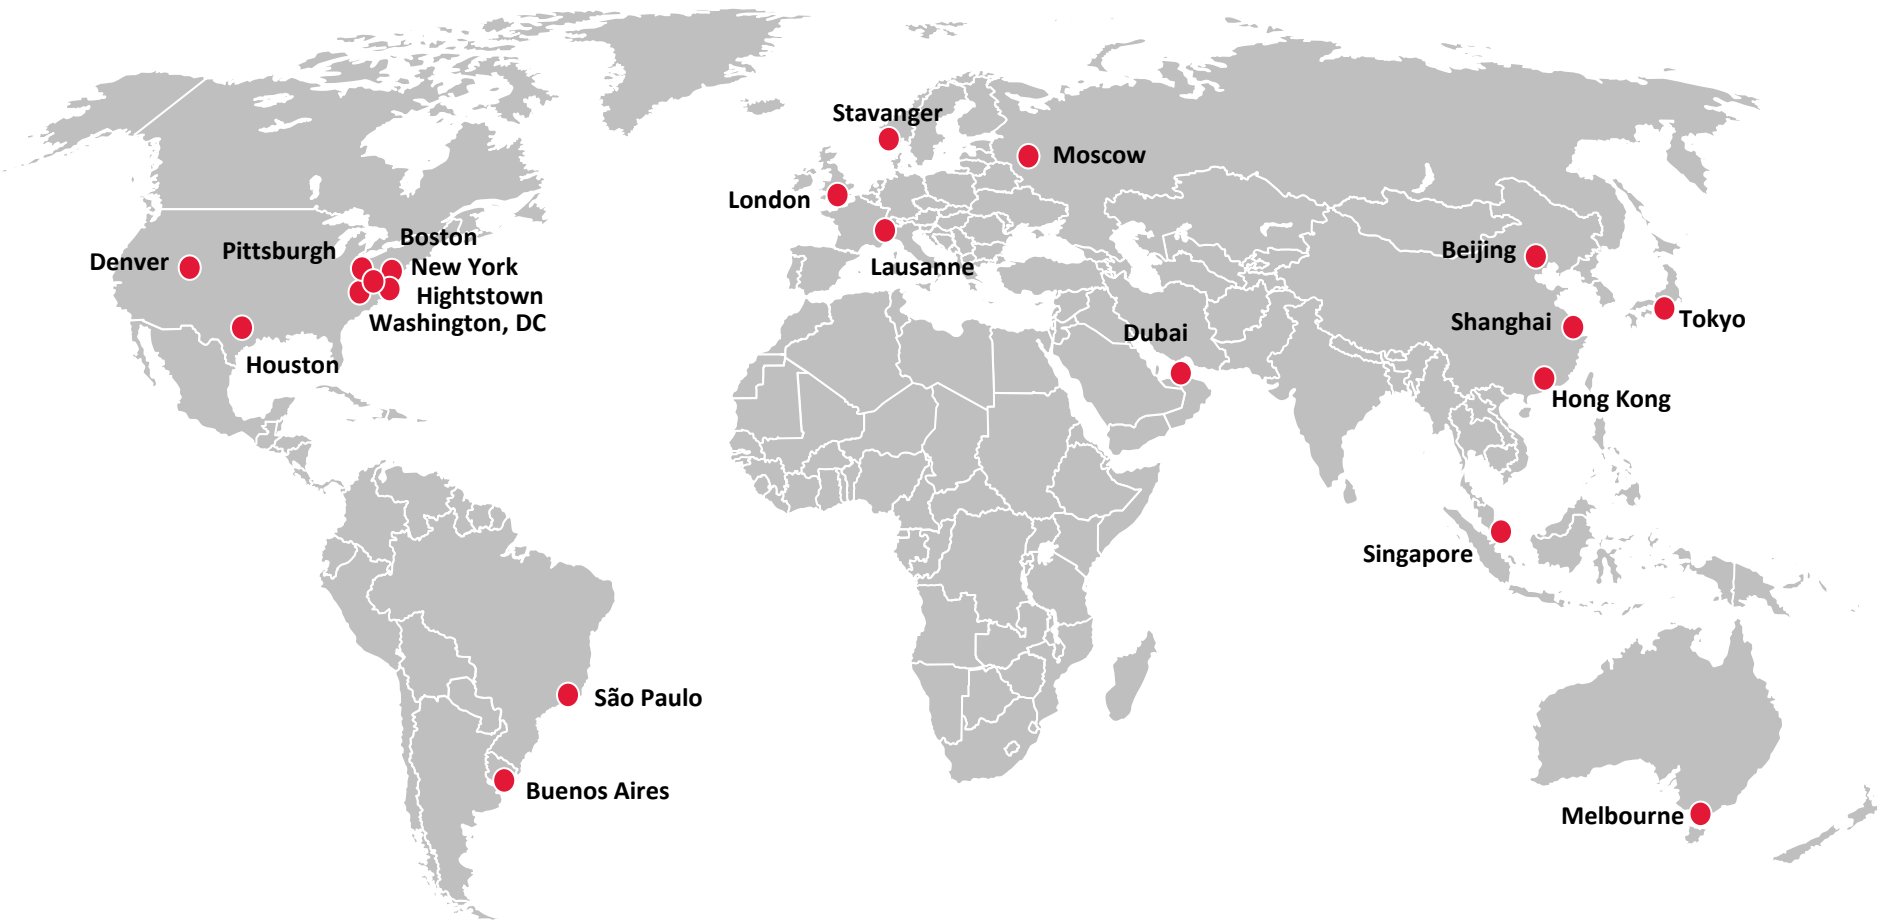 Stavanger
Moscow
London
Boston
Pittsburgh
Denver
New York
Lausanne
Hightstown
Washington, DC
Houston
Beijing
Shanghai
Tokyo
Dubai
Hong Kong
Singapore
São Paulo
Buenos Aires
Melbourne